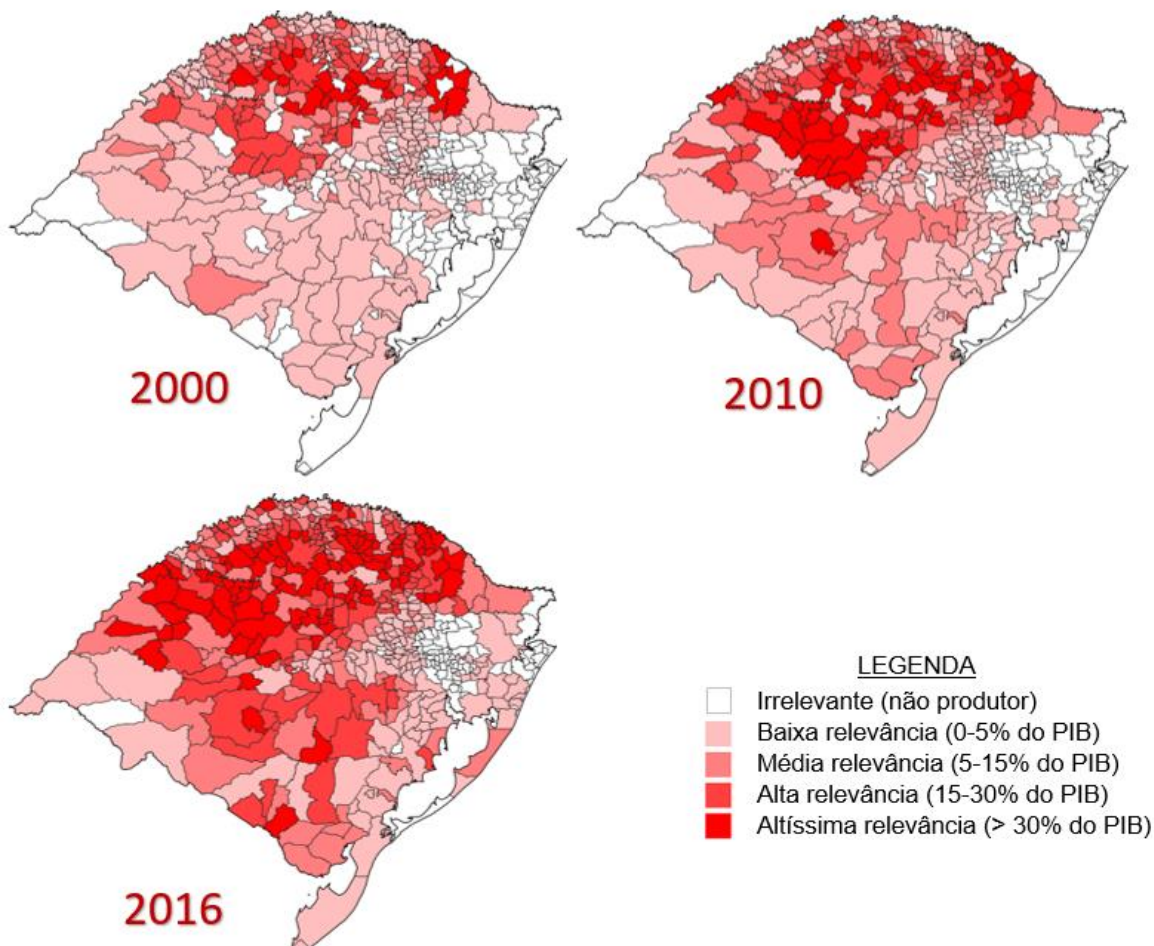 2000
2010
2016
LEGENDA
Irrelevante (não produtor)
Baixa relevância (0-5% do PIB)
Média relevância (5-15% do PIB)
Alta relevância (15-30% do PIB)
Altíssima relevância (> 30% do PIB)